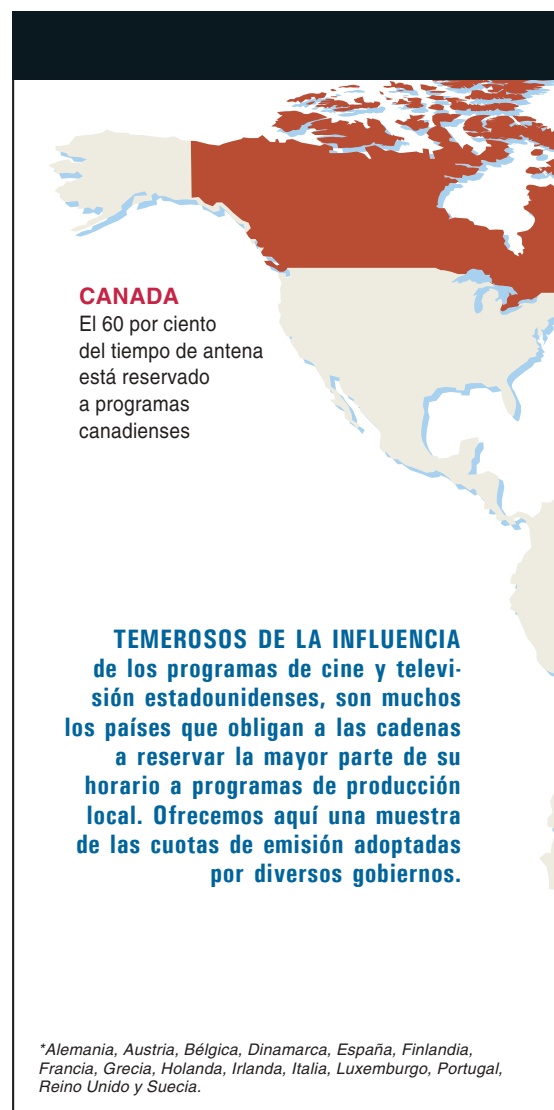 CANADA
El 60 por ciento
del tiempo de antena
está reservado
a programas
canadienses
TEMEROSOS DE LA INFLUENCIA
de los programas de cine y televi-
sión estadounidenses, son muchos
los países que obligan a las cadenas
a reservar la mayor parte de su
horario a programas de producción
local. Ofrecemos aquí una muestra
de las cuotas de emisión adoptadas
por diversos gobiernos.
*Alemania, Austria, Bélgica, Dinamarca, España, Finlandia,
Francia, Grecia, Holanda, Irlanda, Italia, Luxemburgo, Portugal,
Reino Unido y Suecia.